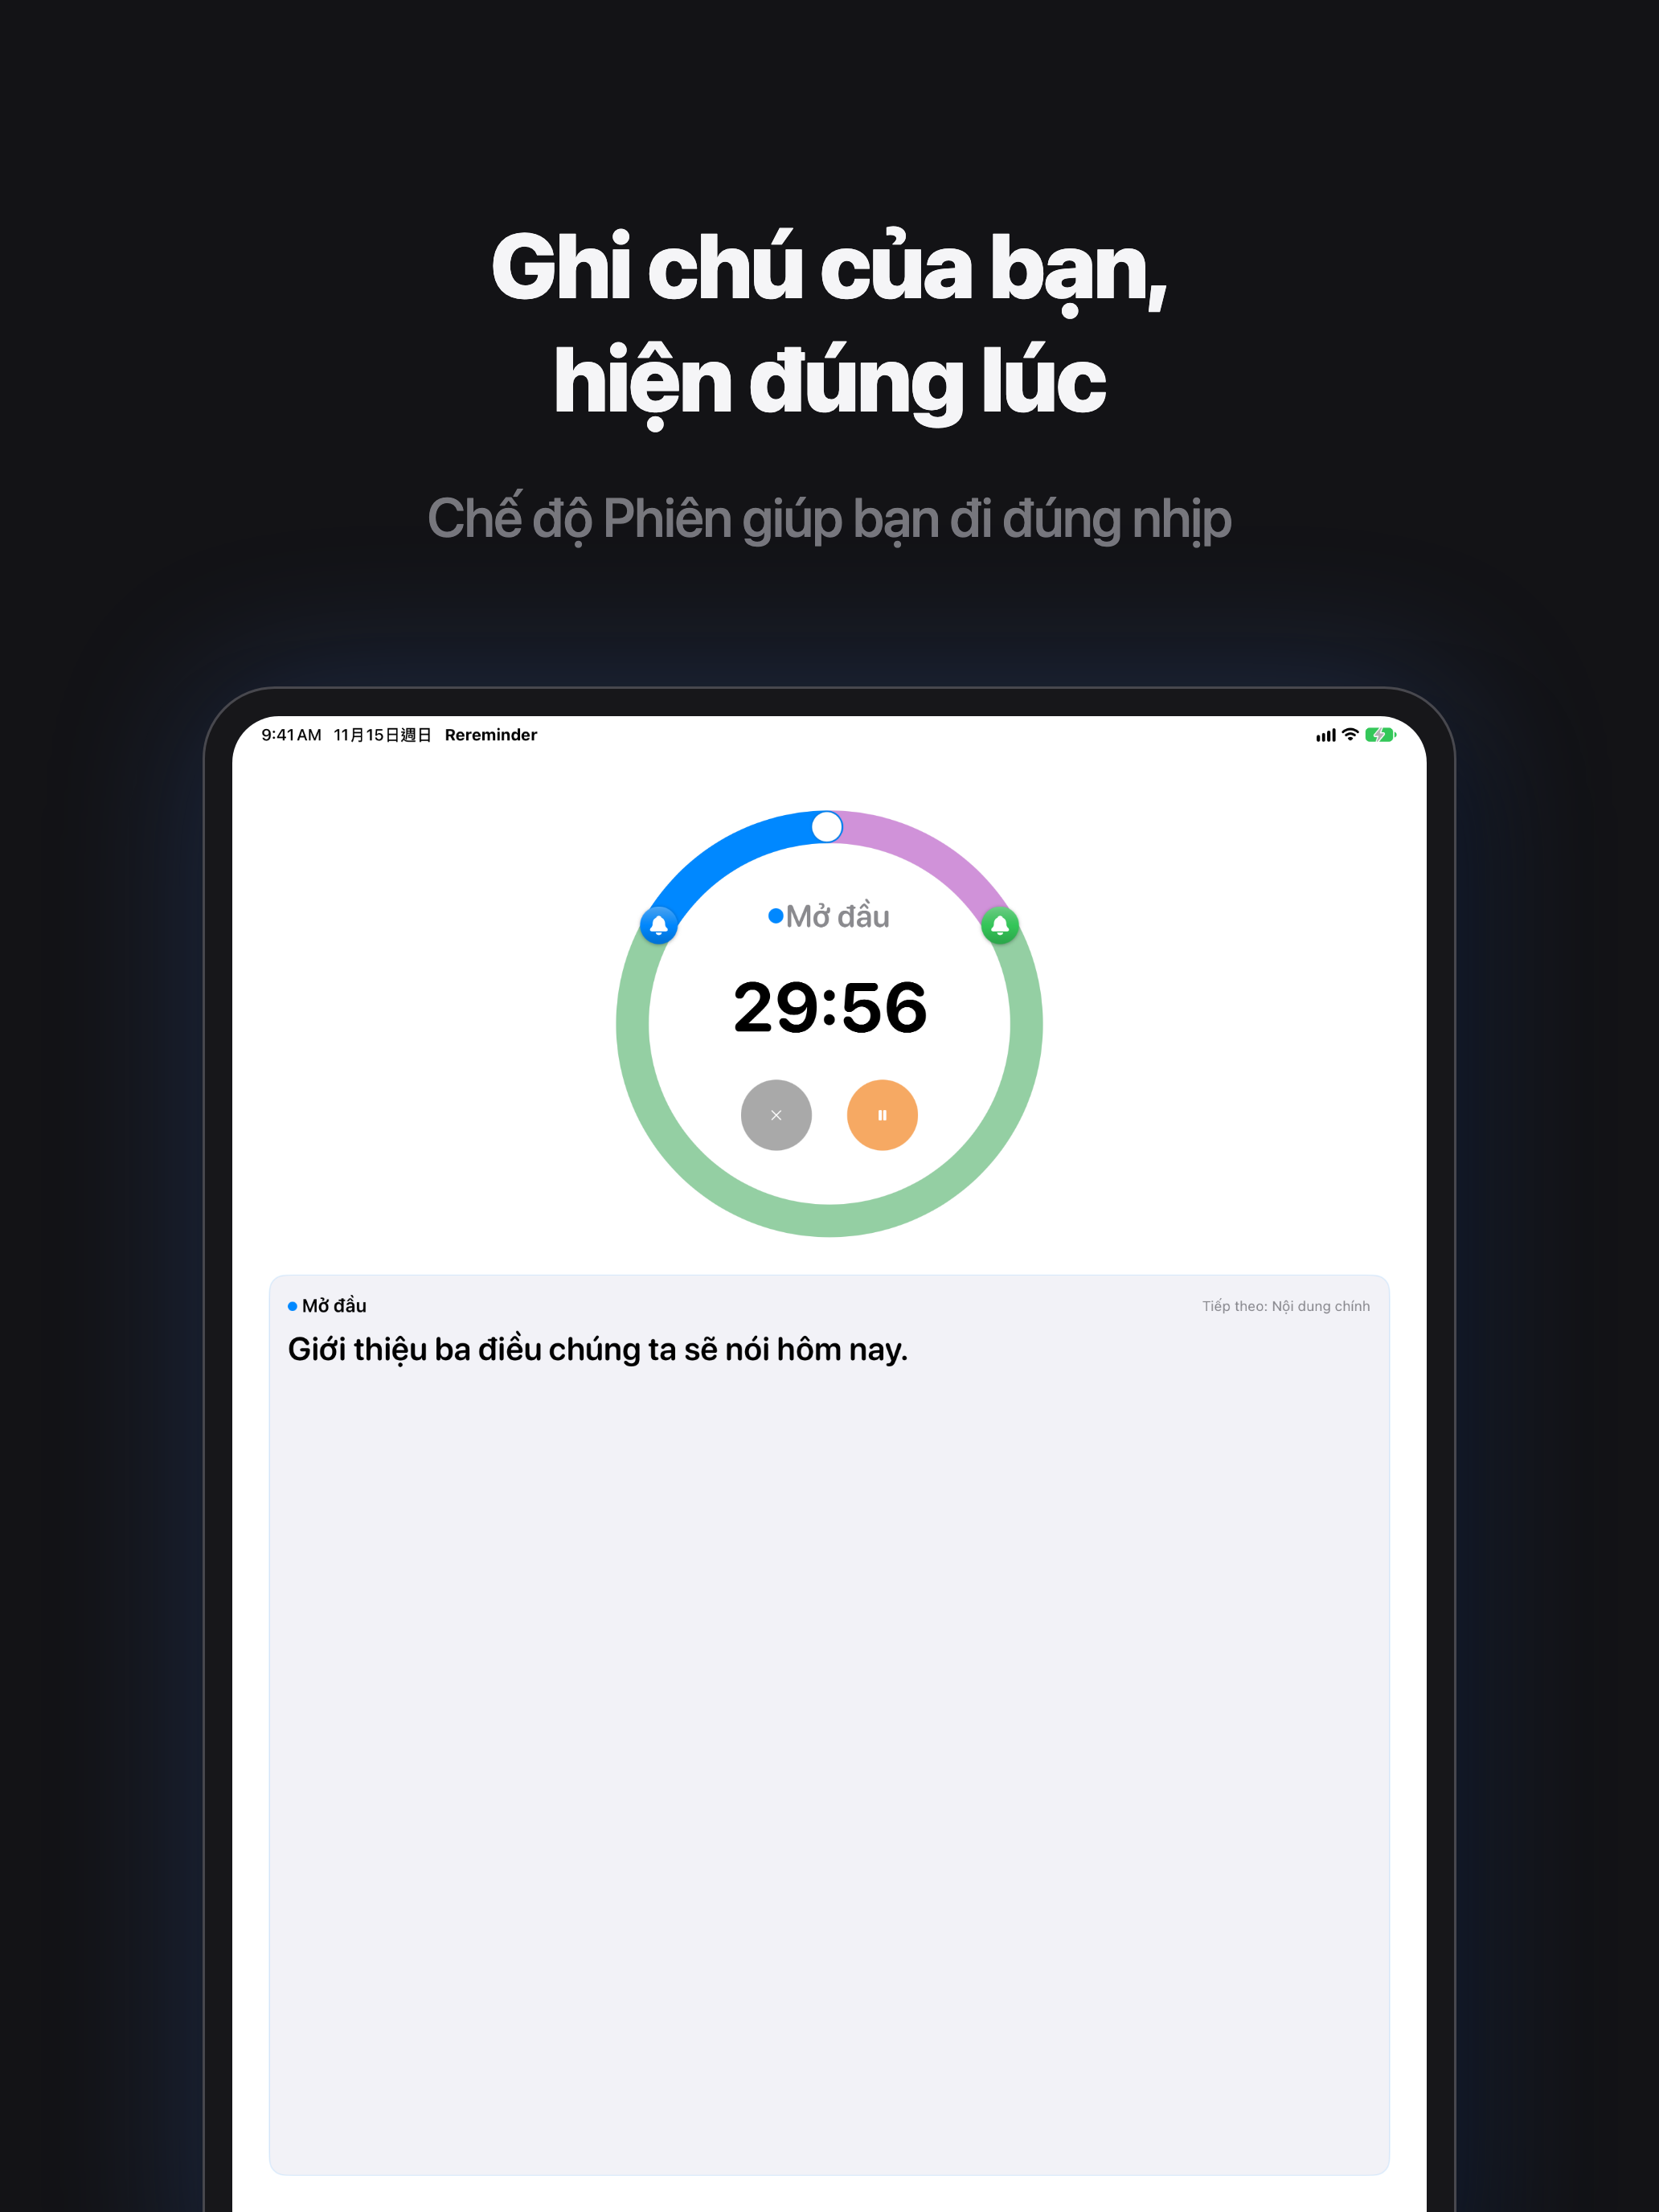 Ghi chú của bạn,
hiện đúng lúc
Chế độ Phiên giúp bạn đi đúng nhịp
9:41 AM 11月15日週日 Rereminder
Mở đầu
29:56
Mở đầu
Tiếp theo: Nội dung chính
Giới thiệu ba điều chúng ta sẽ nói hôm nay.